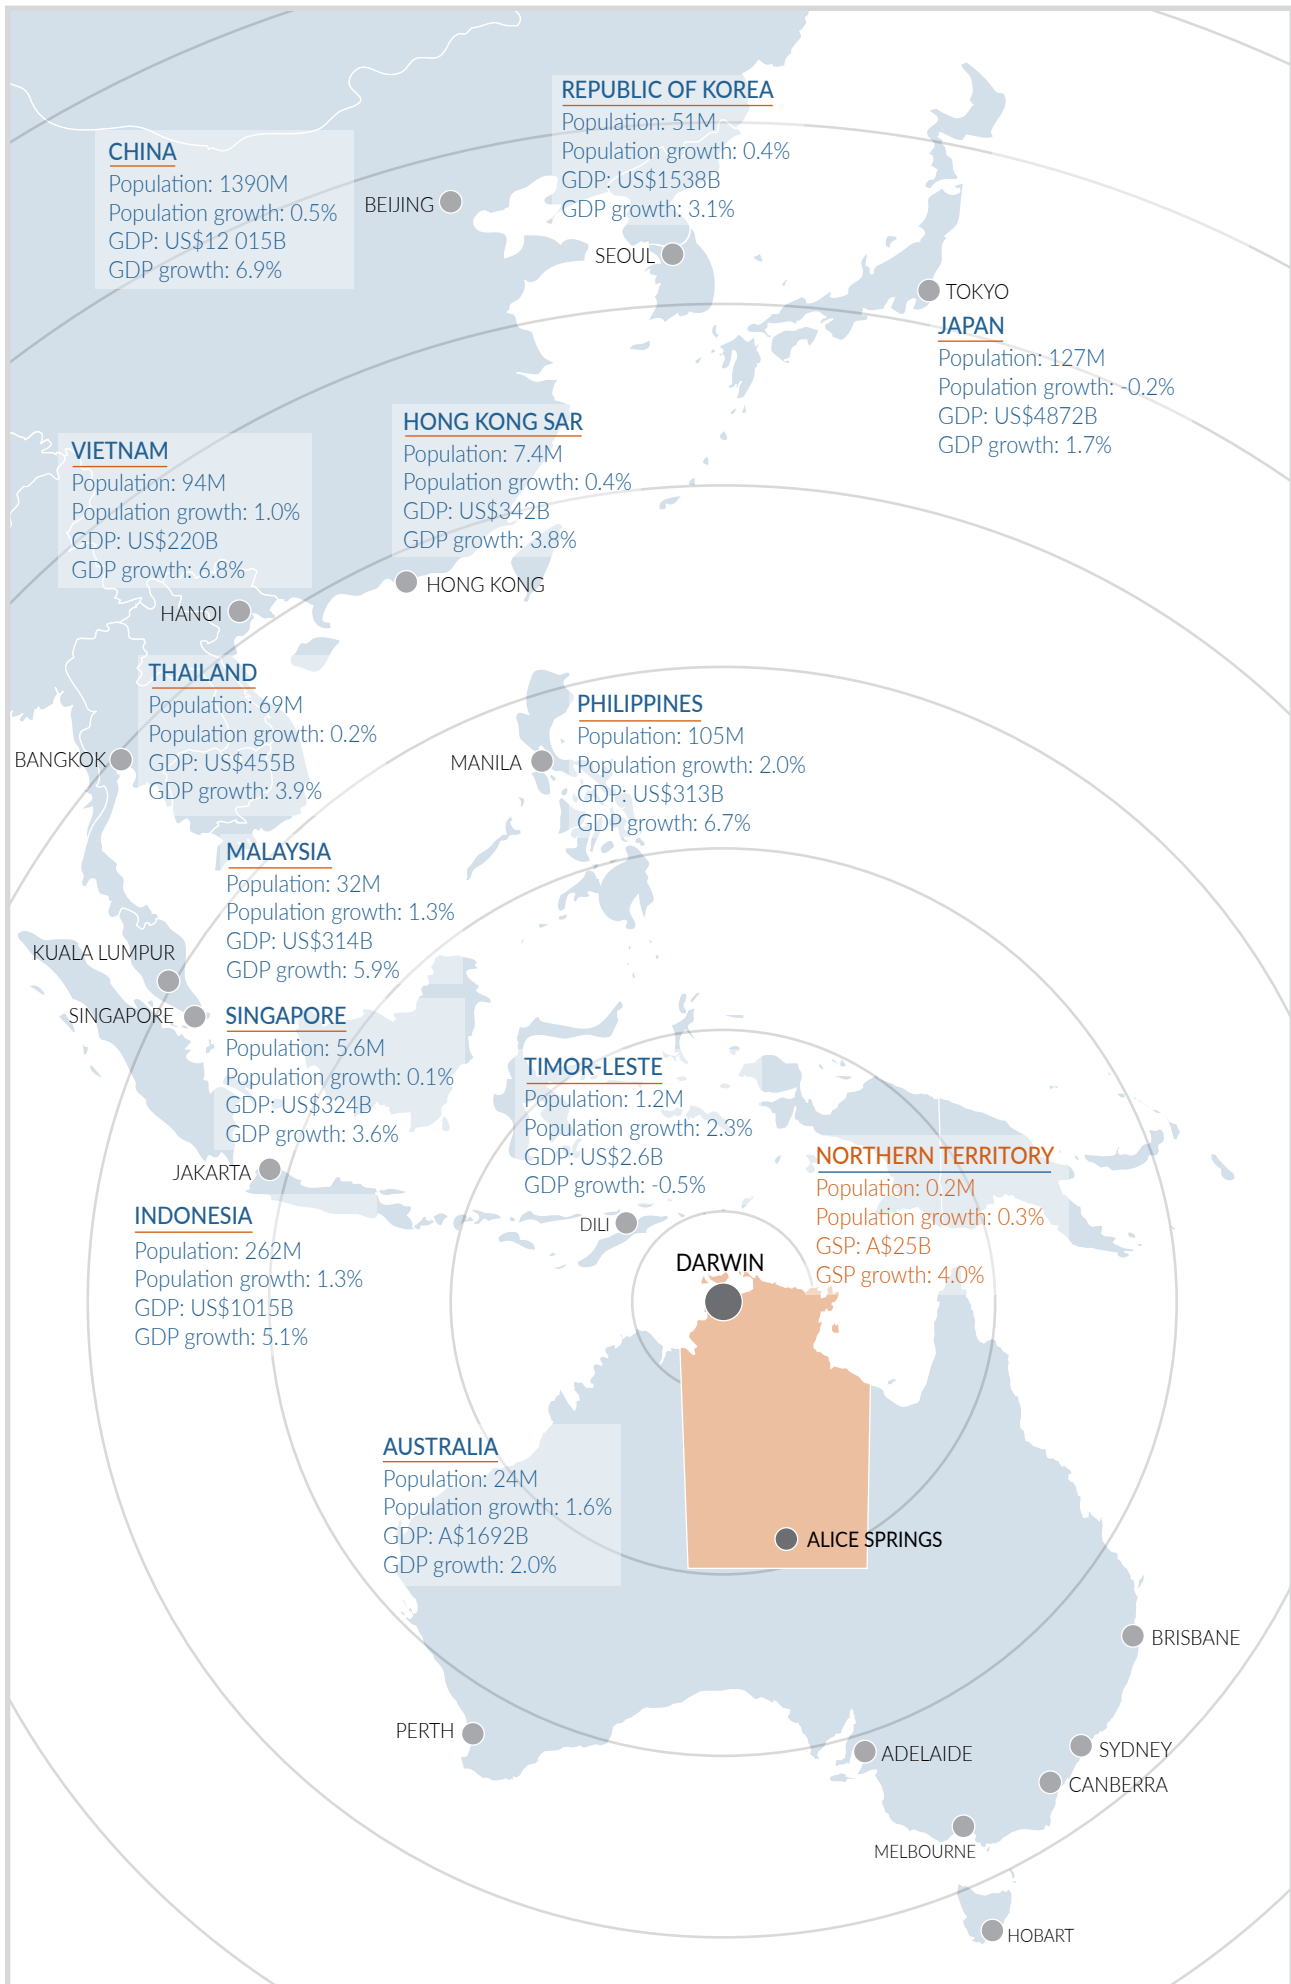 REPUBLIC OF KOREA
Population: 51M
Population growth: 0.4%
GDP: US$1538B
GDP growth: 3.1%
CHINA
Population: 1390M
Population growth: 0.5%
GDP: US$12 015B
GDP growth: 6.9%
BEIJING
SEOUL
TOKYO
JAPAN
Population: 127M
Population growth: -0.2%
GDP: US$4872B
GDP growth: 1.7%
HONG KONG SAR
Population: 7.4M
Population growth: 0.4%
GDP: US$342B
GDP growth: 3.8%
HONG KONG
VIETNAM
Population: 94M
Population growth: 1.0%
GDP: US$220B
GDP growth: 6.8%
HANOI
THAILAND
Population: 69M
Population growth: 0.2%
GDP: US$455B
GDP growth: 3.9%
BANGKOK
PHILIPPINES
Population: 105M
Population growth: 2.0%
GDP: US$313B
GDP growth: 6.7%
MANILA
MALAYSIA
Population: 32M
Population growth: 1.3%
GDP: US$314B
GDP growth: 5.9%
KUALA LUMPUR
SINGAPORE
SINGAPORE
Population: 5.6M
Population growth: 0.1%
GDP: US$324B
GDP growth: 3.6%
TIMOR-LESTE
Population: 1.2M
Population growth: 2.3%
GDP: US$2.6B
GDP growth: -0.5%
DILI
NORTHERN TERRITORY
Population: 0.2M
Population growth: 0.3%
GSP: A$25B
GSP growth: 4.0%
JAKARTA
INDONESIA
Population: 262M
Population growth: 1.3%
GDP: US$1015B
GDP growth: 5.1%
DARWIN
AUSTRALIA
Population: 24M
Population growth: 1.6%
GDP: A$1692B
GDP growth: 2.0%
ALICE SPRINGS
BRISBANE
PERTH
ADELAIDE
SYDNEY
CANBERRA
MELBOURNE
HOBART